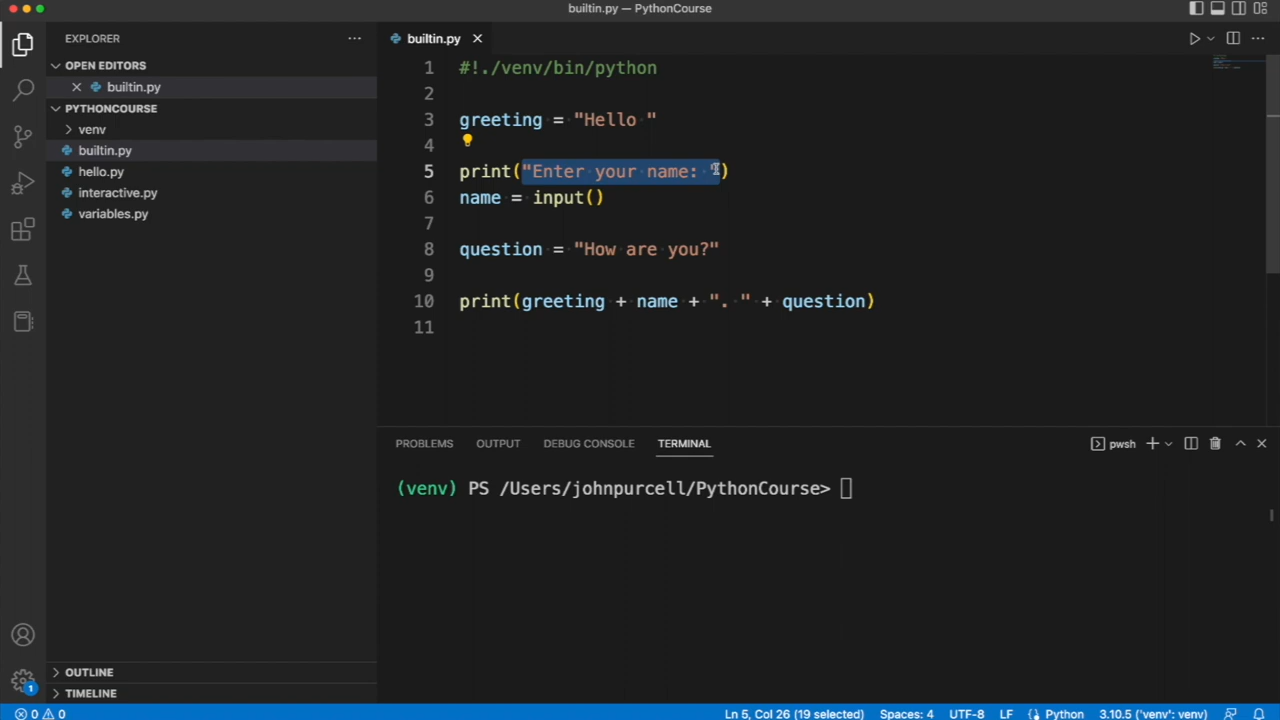 builtin.py — PythonCourse
EXPLORER
OPEN EDITORS
builtin.py
PYTHONCOURSE
venv
builtin.py
hello.py
interactive.py
variables.py
OUTLINE
TIMELINE
builtin.py
1 #!./venv/bin/python
2
3 greeting = "Hello "
4
5 print("Enter your name: ")
6 name = input()
7
8 question = "How are you?"
9
10 print(greeting + name + ". " + question)
11
PROBLEMS OUTPUT DEBUG CONSOLE TERMINAL pwsh
(venv) PS /Users/johnpurcell/PythonCourse>
1
0 0 Ln 5, Col 26 (19 selected) Spaces: 4 UTF-8 LF Python 3.10.5 ('venv': venv)